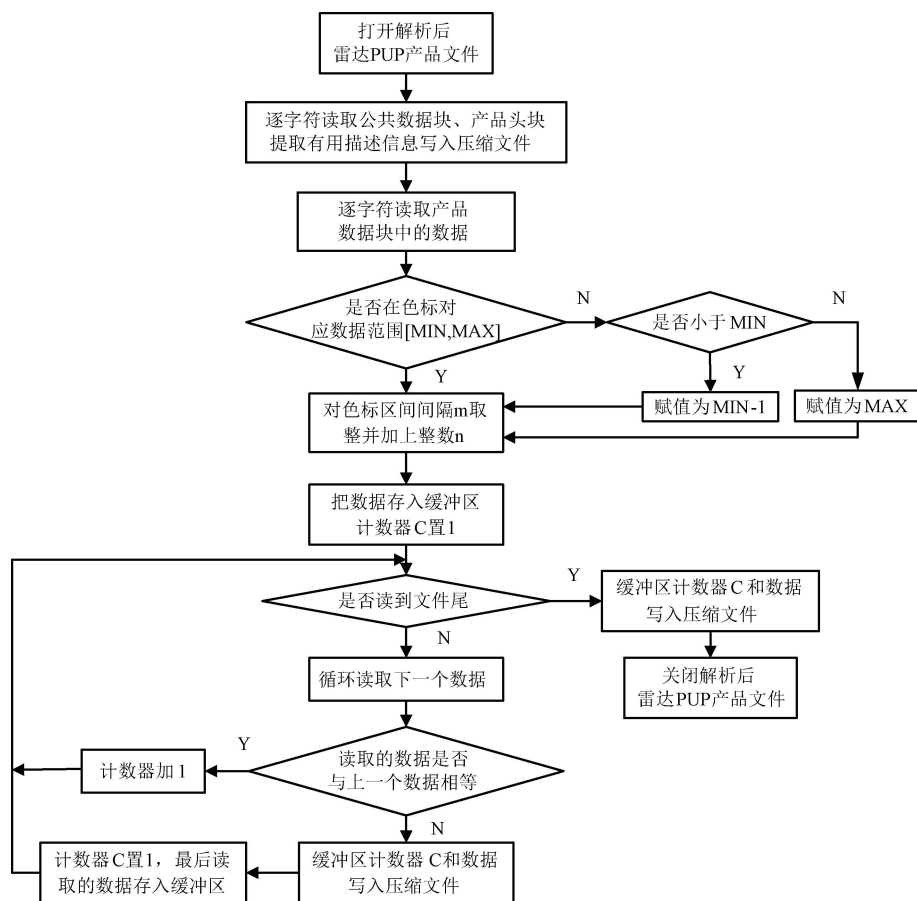 打开解析后
雷达PUP产品文件
逐字符读取公共数据块、产品头块
提取有用描述信息写入压缩文件
逐字符读取产品
数据块中的数据
是否在色标对
应数据范围[MIN,MAX]
N
是否小于 MIN
N
Y
Y
对色标区间间隔m取
整并加上整数n
赋值为MIN-1
赋值为MAX
把数据存入缓冲区
计数器C置1
是否读到文件尾
Y
缓冲区计数器 C 和数据
写入压缩文件
N
循环读取下一个数据
关闭解析后
雷达PUP产品文件
读取的数据是否
与上一个数据相等
Y
计数器加 1
N
缓冲区计数器 C和数据
写入压缩文件
计数器C置1，最后读
取的数据存入缓冲区